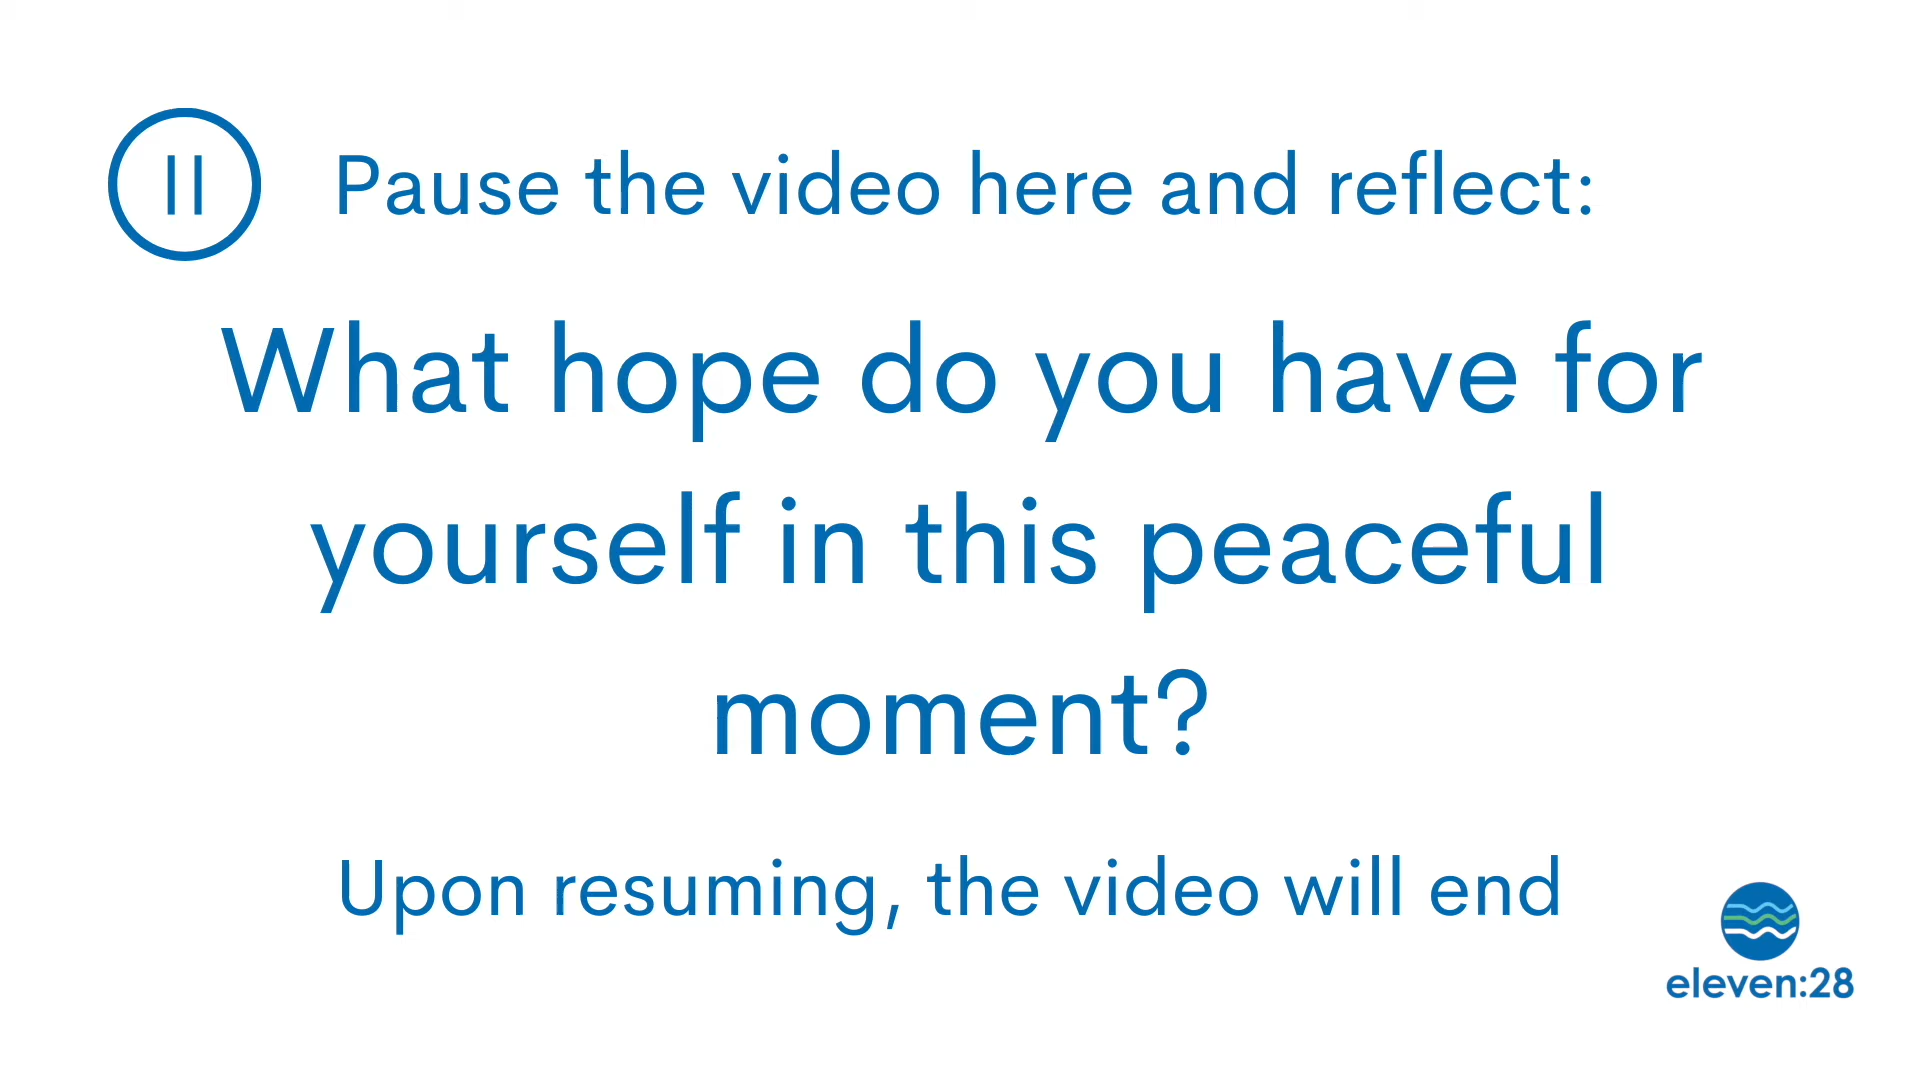 Pause the video here and reflect:
What hope do you have for
yourself in this peaceful
moment?
Upon resuming, the video will end
eleven:28